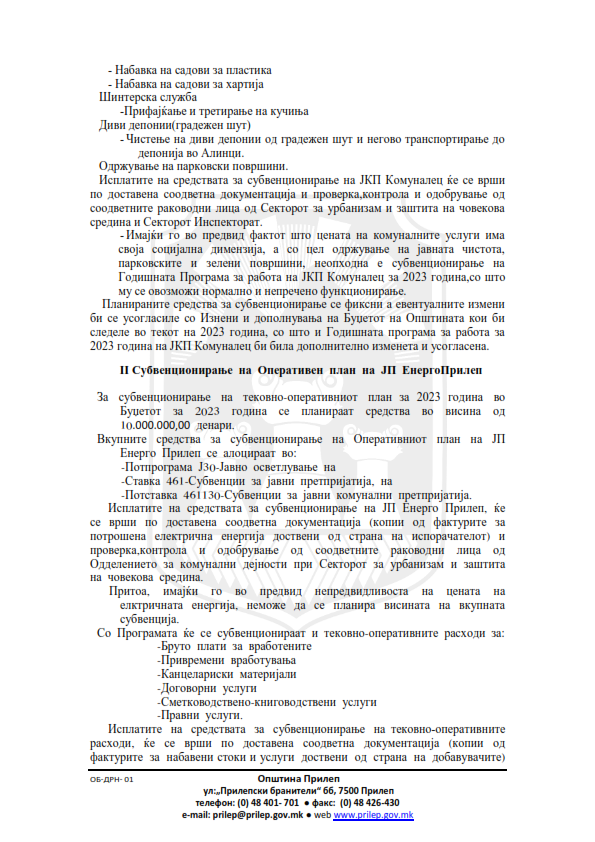 - Набавка на садови за пластика
- Набавка на садови за хартија
Шинтерска служба
-Прифајќање и третирање на кучиња
Диви депонии(градежен шут)
- Чистење на диви депонии од градежен шут и негово транспортирање до
депонија во Алинци.
Одржување на парковски површини.
Исплатите на средствата за субвенционирање на ЈКП Комуналец ќе се врши
по доставена соодветна документација и проверка,контрола и одобрување од
соодветните раководни лица од Секторот за урбанизам и заштита на човекова
средина и Секторот Инспекторат.
- Имајќи го во предвид фактот што цената на комуналните услуги има
своја социјална димензија, а со цел одржување на јавната чистота,
парковските и зелени површини, неопходна е субвенционирање на
Годишната Програма за работа на ЈКП Комуналец за 2023 година,со што
му се овозможи нормално и непречено функционирање.
Планираните средства за субвенционирање се фиксни а евентуалните измени
би се усогласиле со Изнени и дополнувања на Буџетот на Општината кои би
следеле во текот на 2023 година, со што и Годишната програма за работа за
2023 година на ЈКП Комуналец би била дополнително изменета и усогласена.
II Субвенционирање на Оперативен план на ЈП ЕнергоПрилеп
За субвенционирање на тековно-оперативниот план за 2023 година во
Буџетот за 2023 година се планираат средства во висина од
10.000.000,00 денари.
Вкупните средства за субвенционирање на Оперативниот план на ЈП
Енерго Прилеп се алоцираат во:
-Потпрограма Ј30-Јавно осветлување на
-Ставка 461-Субвенции за јавни претпријатија, на
-Потставка 461130-Субвенции за јавни комунални претпријатија.
Исплатите на средствата за субвенционирање на ЈП Енерго Прилеп, ќе
се врши по доставена соодветна документација (копии од фактурите за
потрошена електрична енергија доствени од страна на испорачателот) и
проверка,контрола и одобрување од соодветните раководни лица од
Одделението за комунални дејности при Секторот за урбанизам и заштита
на човекова средина.
Притоа, имајќи го во предвид непредвидливоста на цената на
елктричната енергија, неможе да се планира висината на вкупната
субвенција.
Со Програмата ќе се субвенционираат и тековно-оперативните расходи за:
-Бруто плати за вработените
-Привремени вработувања
-Канцелариски материјали
-Договорни услуги
-Сметководствено-книговодствени услуги
-Правни услуги.
Исплатите на средствата за субвенционирање на тековно-оперативните
расходи, ќе се врши по доставена соодветна документација (копии од
фактурите за набавени стоки и услуги доствени од страна на добавувачите)
ОБ-ДРН- 01
Општина Прилеп
ул:„Прилепски бранители“ бб, 7500 Прилеп
телефон: (0) 48 401- 701 ● факс: (0) 48 426-430
e-mail: prilep@prilep.gov.mk ● web www.prilep.gov.mk